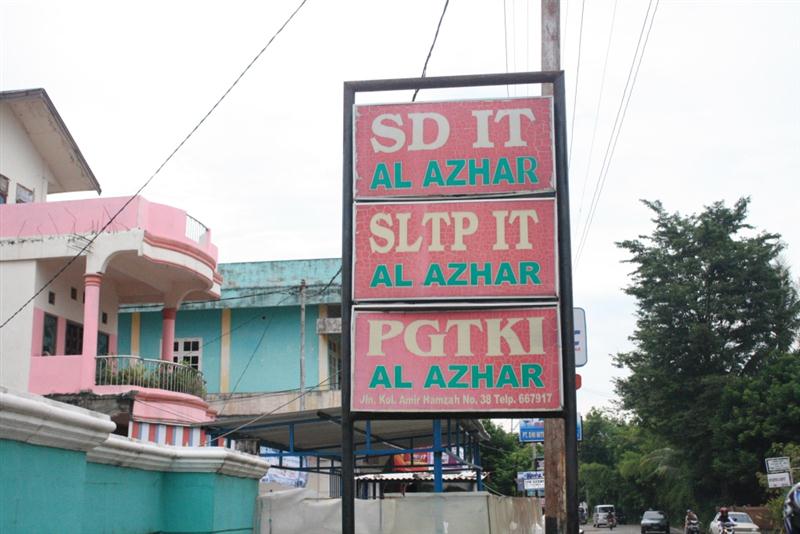 SD IT
AL AZHAR
SLTP IT
AL AZHAR
PGTKI
AL AZHAR
Jln. Kol. Amir Hamzah No. 38 Telp. 667917